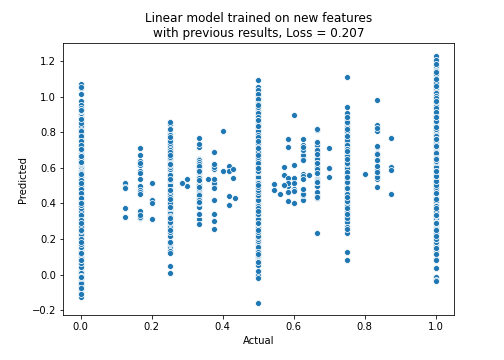 Linear model trained on new features
with previous results, Loss = 0.207
Predicted
1.2
1.0
0.8
0.6
0.4
0.2
0.0
−0.2
0.0 0.2 0.4 0.6 0.8 1.0
Actual